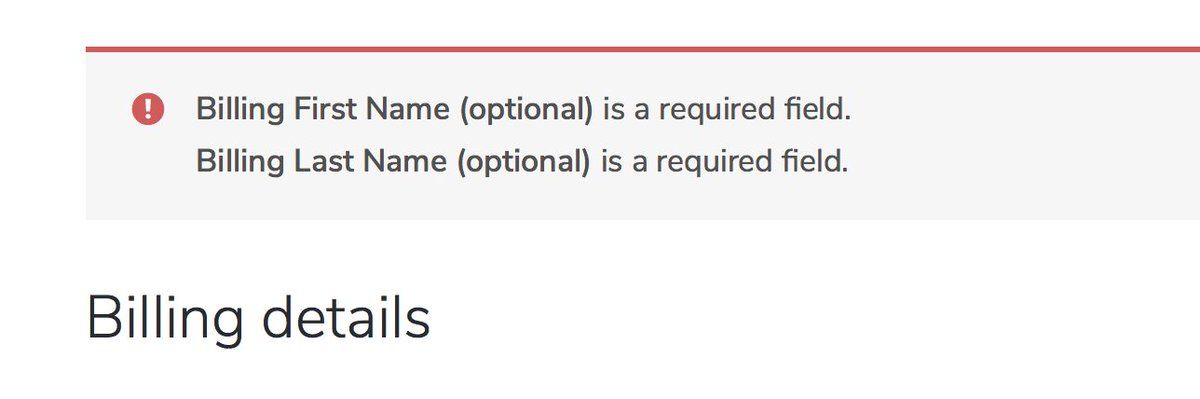 Billing First Name (optional) is a required field.
Billing Last Name (optional) is a required field.
Billing details